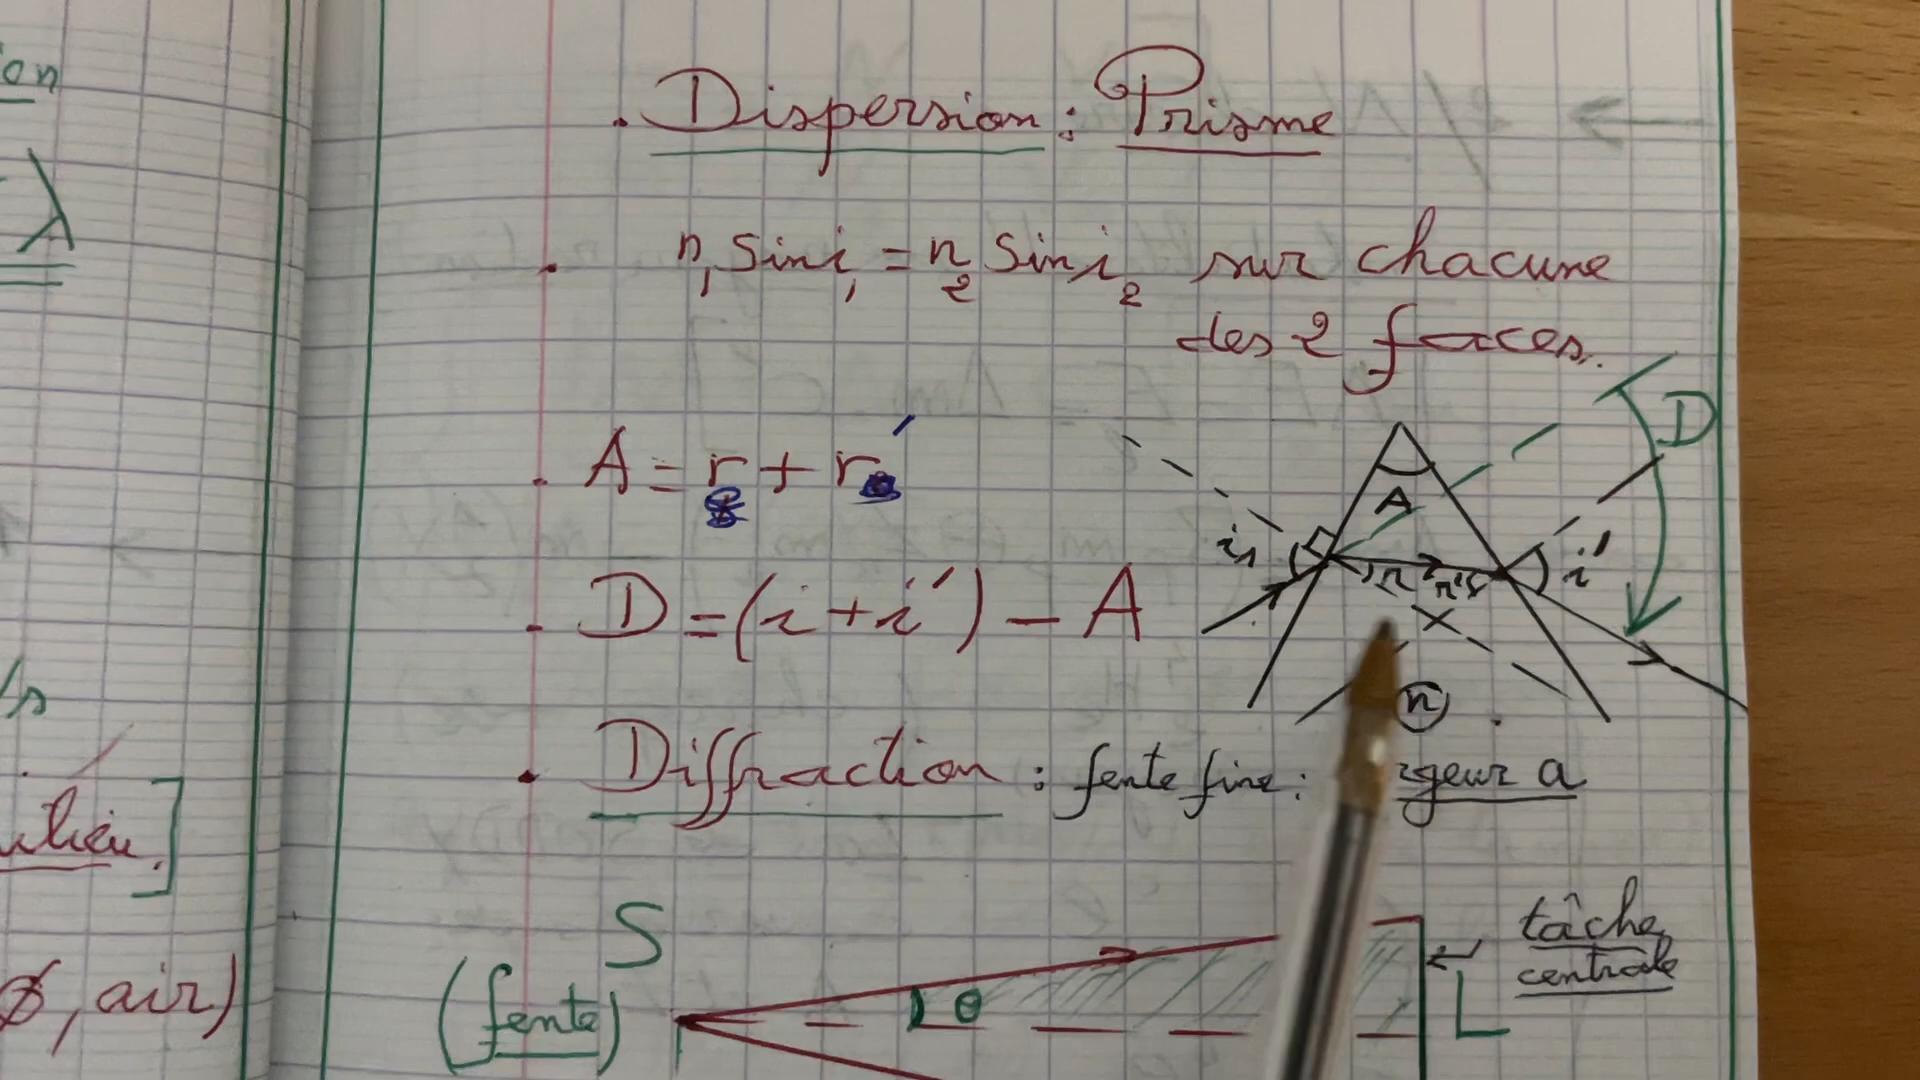 on
λ
/s
, air)
. Dispersion : Prisme
. n₁ sin i₁ = n₂ sin i₂ sur chacune
des 2 faces.
. A = r + r'
. D = (i + i') - A
D
A
i₁
r
r'
i'
n
. Diffraction : fente fine :
a
S
(fente)
θ
tâche
centrale
L